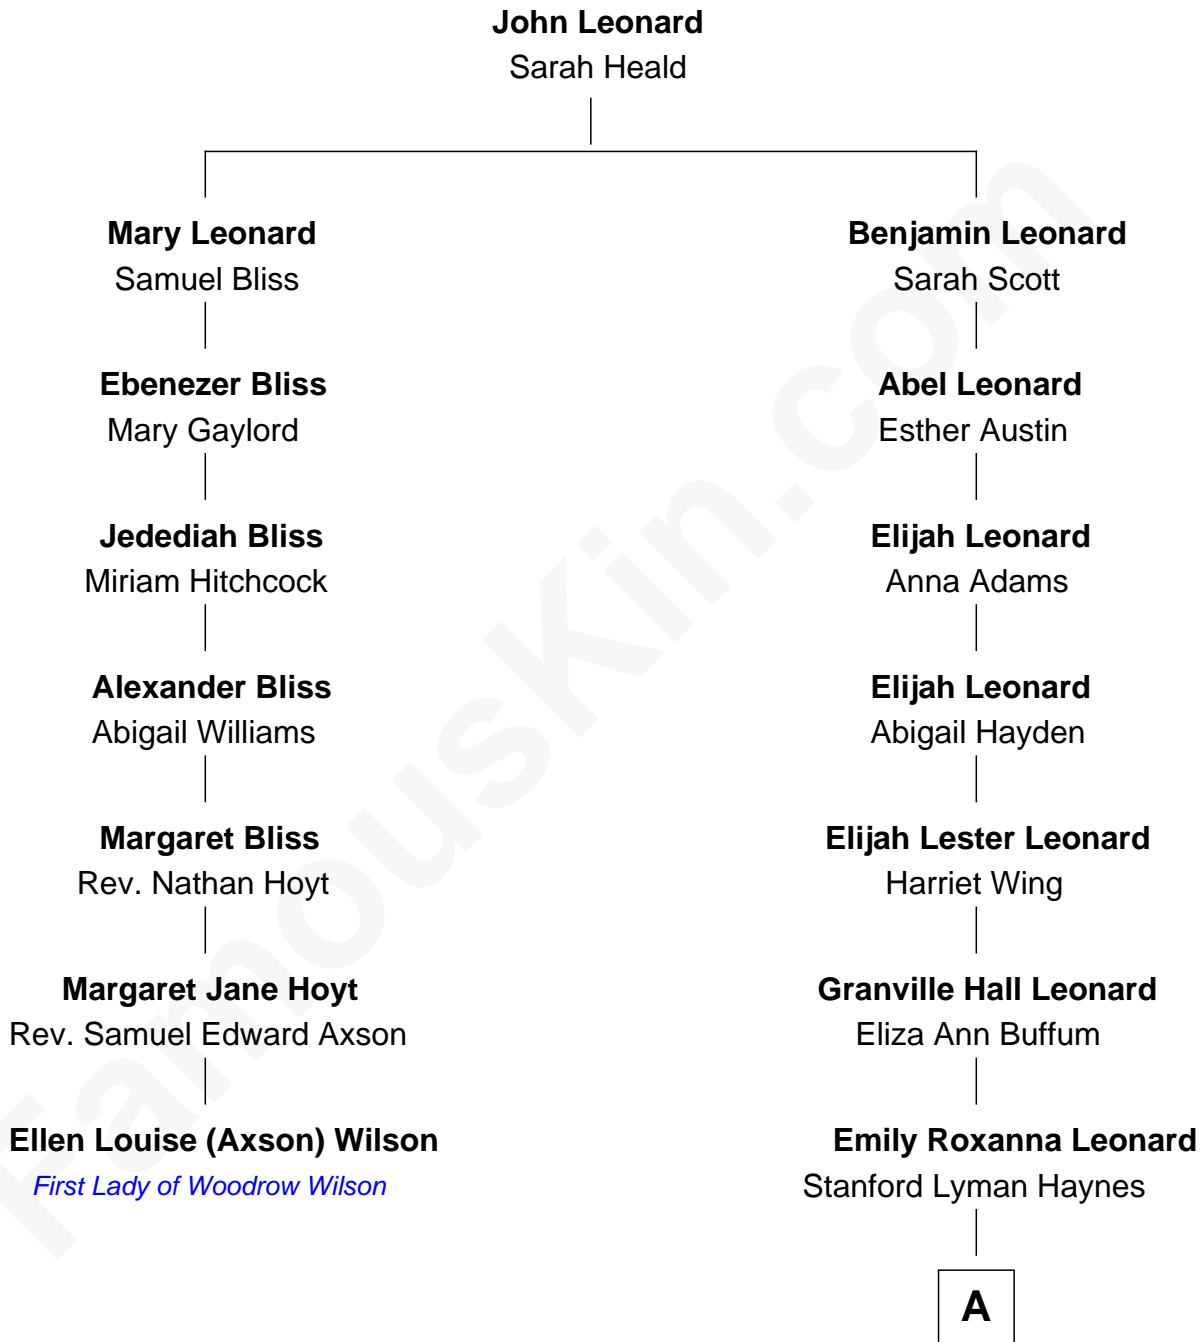 John Leonard
Sarah Heald
Mary Leonard
Samuel Bliss
Ebenezer Bliss
Mary Gaylord
Jedediah Bliss
Miriam Hitchcock
Alexander Bliss
Abigail Williams
Margaret Bliss
Rev. Nathan Hoyt
Margaret Jane Hoyt
Rev. Samuel Edward Axson
Ellen Louise (Axson) Wilson
First Lady of Woodrow Wilson
Benjamin Leonard
Sarah Scott
Abel Leonard
Esther Austin
Elijah Leonard
Anna Adams
Elijah Leonard
Abigail Hayden
Elijah Lester Leonard
Harriet Wing
Granville Hall Leonard
Eliza Ann Buffum
Emily Roxanna Leonard
Stanford Lyman Haynes
A
FamousKin.com